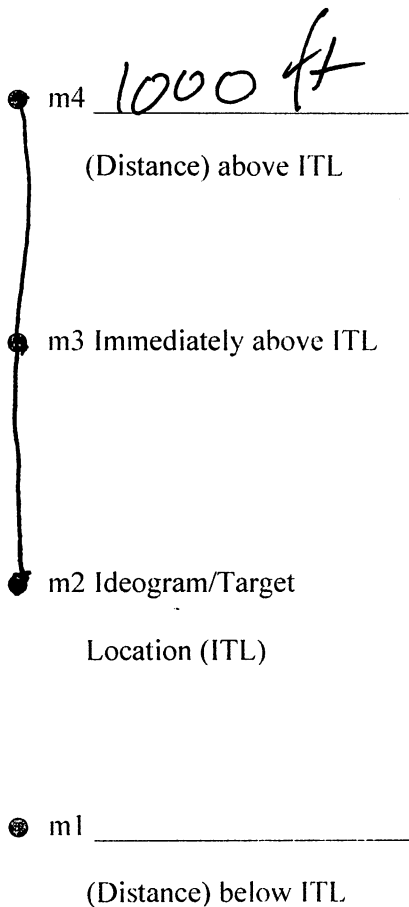 m4 1000 ft
(Distance) above ITL
m3 Immediately above ITL
m2 Ideogram/Target
Location (ITL)
m1
(Distance) below ITL